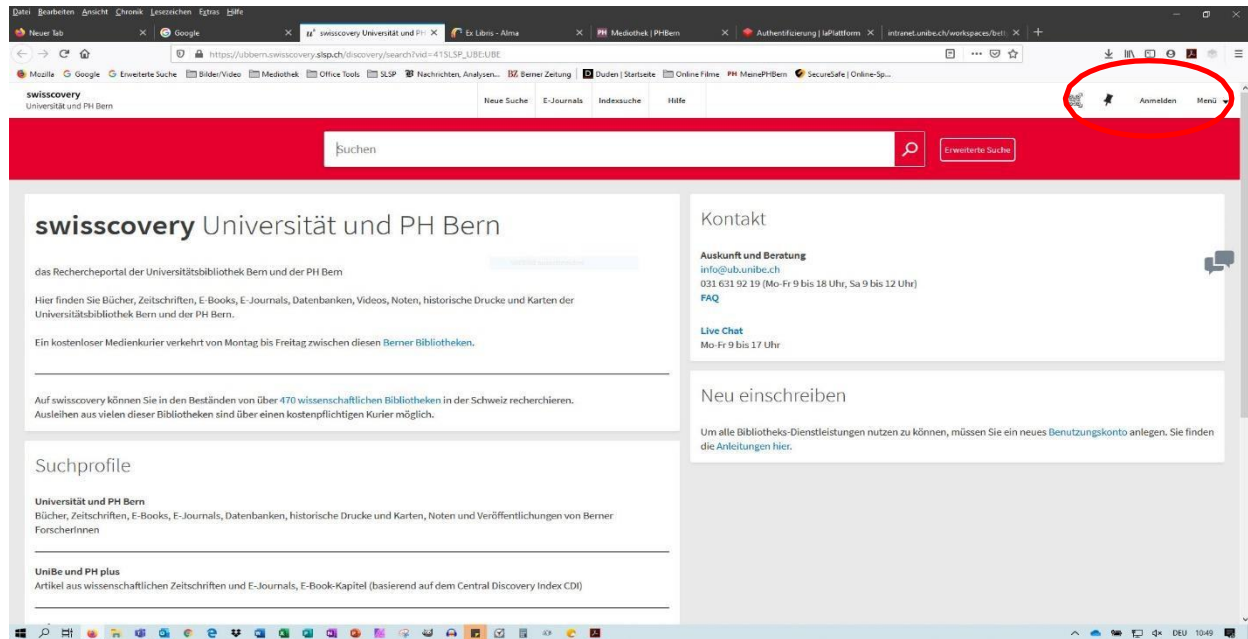 Datei Bearbeiten Ansicht Chronik Lesezeichen Extras Hilfe
Neuer Tab
Google
swisscovery Universität und PH
Ex Libris - Alma
Mediothek | PHBern
Authentifizierung | laPlattform
intranet.unibe.ch/workspaces/bett
https://ubbern.swisscovery.slsp.ch/discovery/search?vid=41SLSP_UBE:UBE
Mozilla Google Erweiterte Suche Bilder/Video Mediothek Office Tools SLSP Nachrichten, Analysen... BZ Berner Zeitung Duden | Startseite Online Filme PH MeinePHBern SecureSafe | Online-Sp...
swisscovery
Universität und PH Bern
Neue Suche E-Journals Indexsuche Hilfe
Anmelden Menü
Suchen
Erweiterte Suche
swisscovery Universität und PH Bern
das Rechercheportal der Universitätsbibliothek Bern und der PH Bern
Hier finden Sie Bücher, Zeitschriften, E-Books, E-Journals, Datenbanken, Videos, Noten, historische Drucke und Karten der
Universitätsbibliothek Bern und der PH Bern.
Ein kostenloser Medienkurier verkehrt von Montag bis Freitag zwischen diesen Berner Bibliotheken.
Auf swisscovery können Sie in den Beständen von über 470 wissenschaftlichen Bibliotheken in der Schweiz recherchieren.
Ausleihen aus vielen dieser Bibliotheken sind über einen kostenpflichtigen Kurier möglich.
Suchprofile
Universität und PH Bern
Bücher, Zeitschriften, E-Books, E-Journals, Datenbanken, historische Drucke und Karten, Noten und Veröffentlichungen von Berner
ForscherInnen
UniBe und PH plus
Artikel aus wissenschaftlichen Zeitschriften und E-Journals, E-Book-Kapitel (basierend auf dem Central Discovery Index CDI)
Kontakt
Auskunft und Beratung
info@ub.unibe.ch
031 631 92 19 (Mo-Fr 9 bis 18 Uhr, Sa 9 bis 12 Uhr)
FAQ
Live Chat
Mo-Fr 9 bis 17 Uhr
Neu einschreiben
Um alle Bibliotheks-Dienstleistungen nutzen zu können, müssen Sie ein neues Benutzungskonto anlegen. Sie finden
die Anleitungen hier.
DEU 10:49